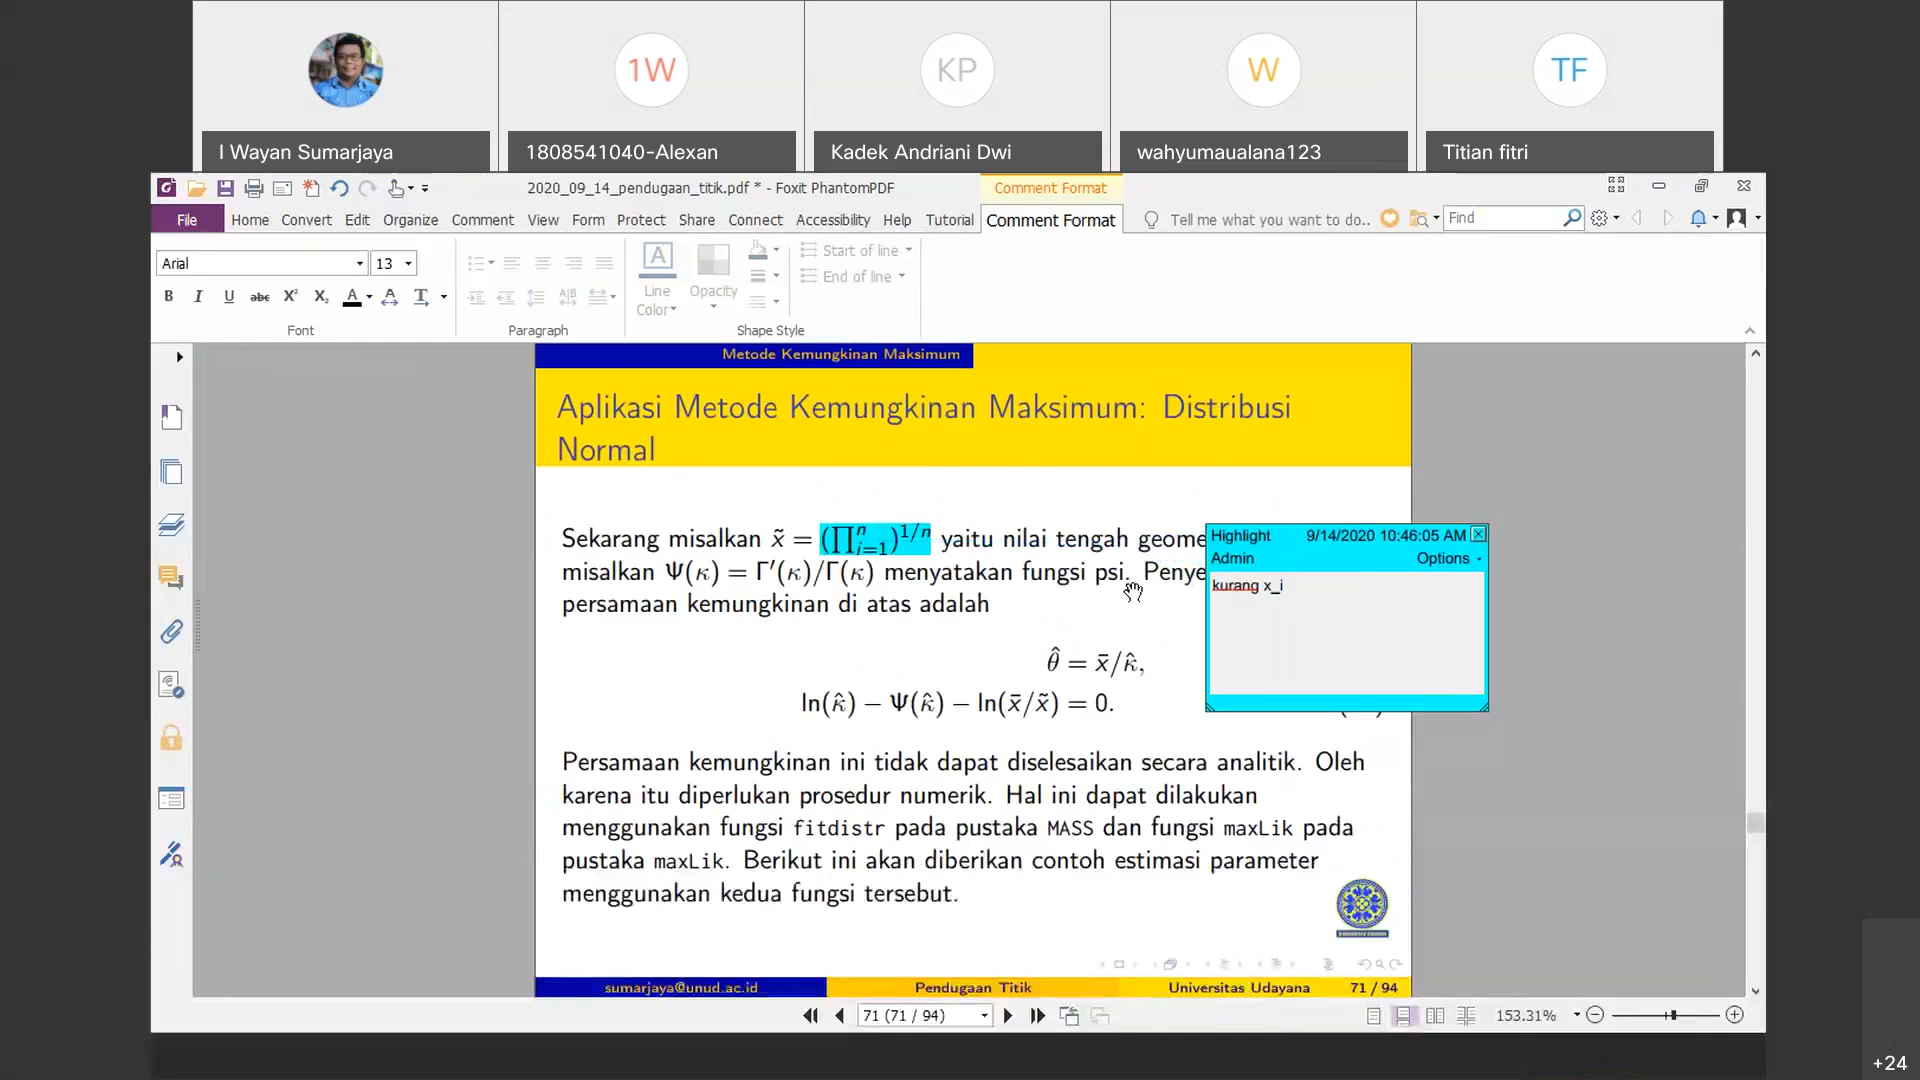 1W
KP
W
TF
I Wayan Sumarjaya
1808541040-Alexan
Kadek Andriani Dwi
wahyumaualana123
Titian fitri
2020_09_14_pendugaan_titik.pdf * - Foxit PhantomPDF
Comment Format
File Home Convert Edit Organize Comment View Form Protect Share Connect Accessibility Help Tutorial Comment Format Tell me what you want to do.. Find
Arial 13
Start of line
End of line
B I U abc X² X₂ A
Line Color
Opacity
Font
Paragraph
Shape Style
Metode Kemungkinan Maksimum
Aplikasi Metode Kemungkinan Maksimum: Distribusi
Normal
Sekarang misalkan x̃ = (∏ⁿᵢ₌₁)^1/n yaitu nilai tengah geome
misalkan Ψ(κ) = Γ′(κ)/Γ(κ) menyatakan fungsi psi. Penye
persamaan kemungkinan di atas adalah
θ̂ = x̄/κ̂,
ln(κ̂) − Ψ(κ̂) − ln(x̄/x̃) = 0.
Highlight 9/14/2020 10:46:05 AM
Admin Options
kurang x_i
Persamaan kemungkinan ini tidak dapat diselesaikan secara analitik. Oleh
karena itu diperlukan prosedur numerik. Hal ini dapat dilakukan
menggunakan fungsi fitdistr pada pustaka MASS dan fungsi maxLik pada
pustaka maxLik. Berikut ini akan diberikan contoh estimasi parameter
menggunakan kedua fungsi tersebut.
sumarjaya@unud.ac.id Pendugaan Titik Universitas Udayana 71 / 94
71 (71 / 94) 153.31%
+24